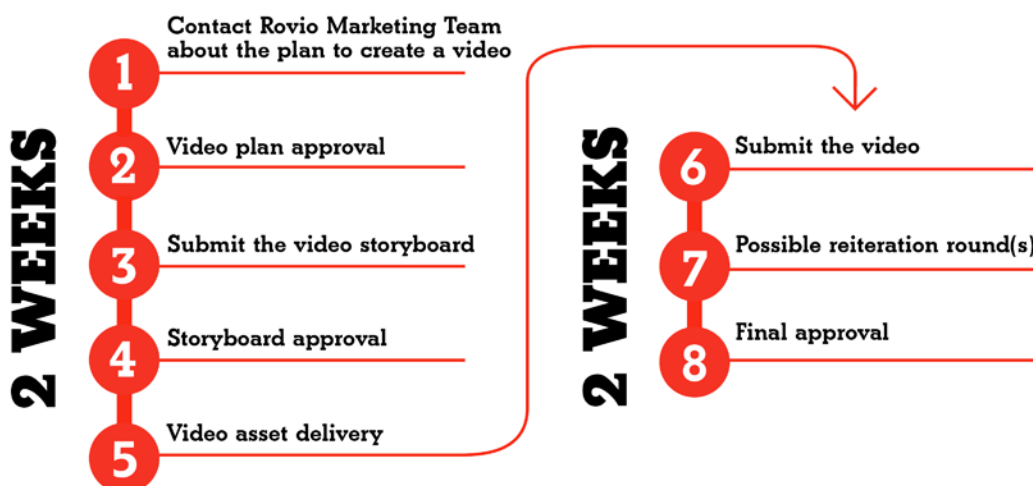 2 WEEKS
1
Contact Rovio Marketing Team
about the plan to create a video
2
Video plan approval
3
Submit the video storyboard
4
Storyboard approval
5
Video asset delivery
2 WEEKS
6
Submit the video
7
Possible reiteration round(s)
8
Final approval